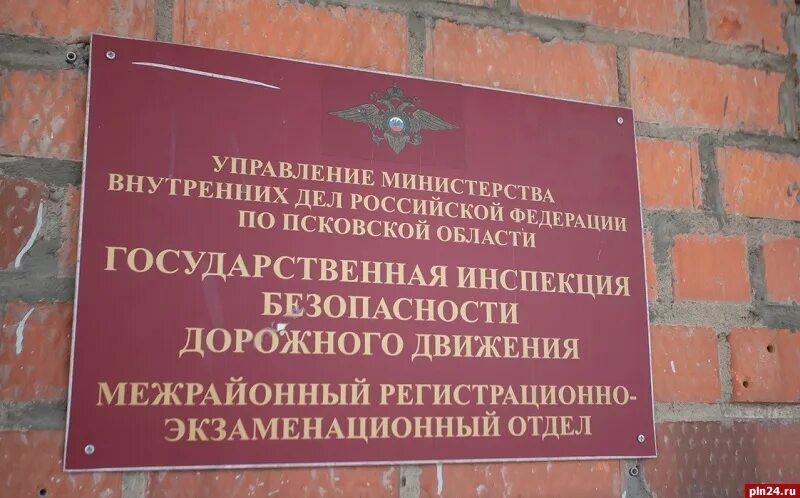 УПРАВЛЕНИЕ МИНИСТЕРСТВА
ВНУТРЕННИХ ДЕЛ РОССИЙСКОЙ ФЕДЕРАЦИИ
ПО ПСКОВСКОЙ ОБЛАСТИ
ГОСУДАРСТВЕННАЯ ИНСПЕКЦИЯ
БЕЗОПАСНОСТИ
ДОРОЖНОГО ДВИЖЕНИЯ
МЕЖРАЙОННЫЙ РЕГИСТРАЦИОННО-
ЭКЗАМЕНАЦИОННЫЙ ОТДЕЛ
pln24.ru